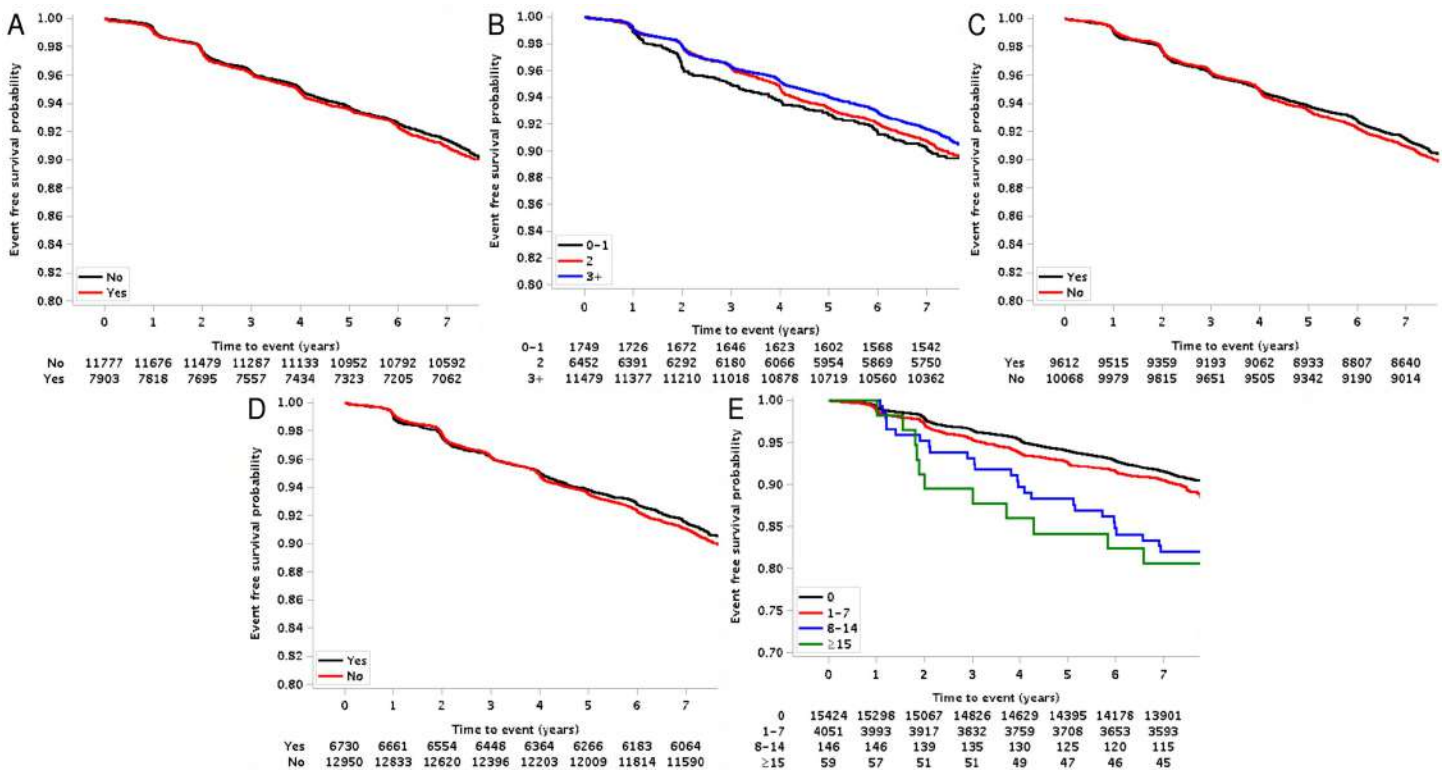 A
Event free survival probability
1.00
0.98
0.96
0.94
0.92
0.90
0.88
0.86
0.84
0.82
0.80
No
Yes
0 1 2 3 4 5 6 7
Time to event (years)
No 11777 11676 11479 11287 11133 10952 10792 10592
Yes 7903 7818 7695 7557 7434 7323 7205 7062
B
Event free survival probability
1.00
0.98
0.96
0.94
0.92
0.90
0.88
0.86
0.84
0.82
0.80
0-1
2
3+
0 1 2 3 4 5 6 7
Time to event (years)
0-1 1749 1726 1672 1646 1623 1602 1568 1542
2 6452 6391 6292 6180 6066 5954 5869 5750
3+ 11479 11377 11210 11018 10878 10719 10560 10362
C
Event free survival probability
1.00
0.98
0.96
0.94
0.92
0.90
0.88
0.86
0.84
0.82
0.80
Yes
No
0 1 2 3 4 5 6 7
Time to event (years)
Yes 9612 9515 9359 9193 9062 8933 8807 8640
No 10068 9979 9815 9651 9505 9342 9190 9014
D
Event free survival probability
1.00
0.98
0.96
0.94
0.92
0.90
0.88
0.86
0.84
0.82
0.80
Yes
No
0 1 2 3 4 5 6 7
Time to event (years)
Yes 6730 6661 6554 6448 6364 6266 6183 6064
No 12950 12833 12620 12396 12203 12009 11814 11590
E
Event free survival probability
1.00
0.95
0.90
0.85
0.80
0.75
0.70
0
1-7
8-14
≥15
0 1 2 3 4 5 6 7
Time to event (years)
0 15424 15298 15067 14826 14629 14395 14178 13901
1-7 4051 3993 3917 3832 3759 3708 3653 3593
8-14 146 146 139 135 130 125 120 115
≥15 59 57 51 51 49 47 46 45